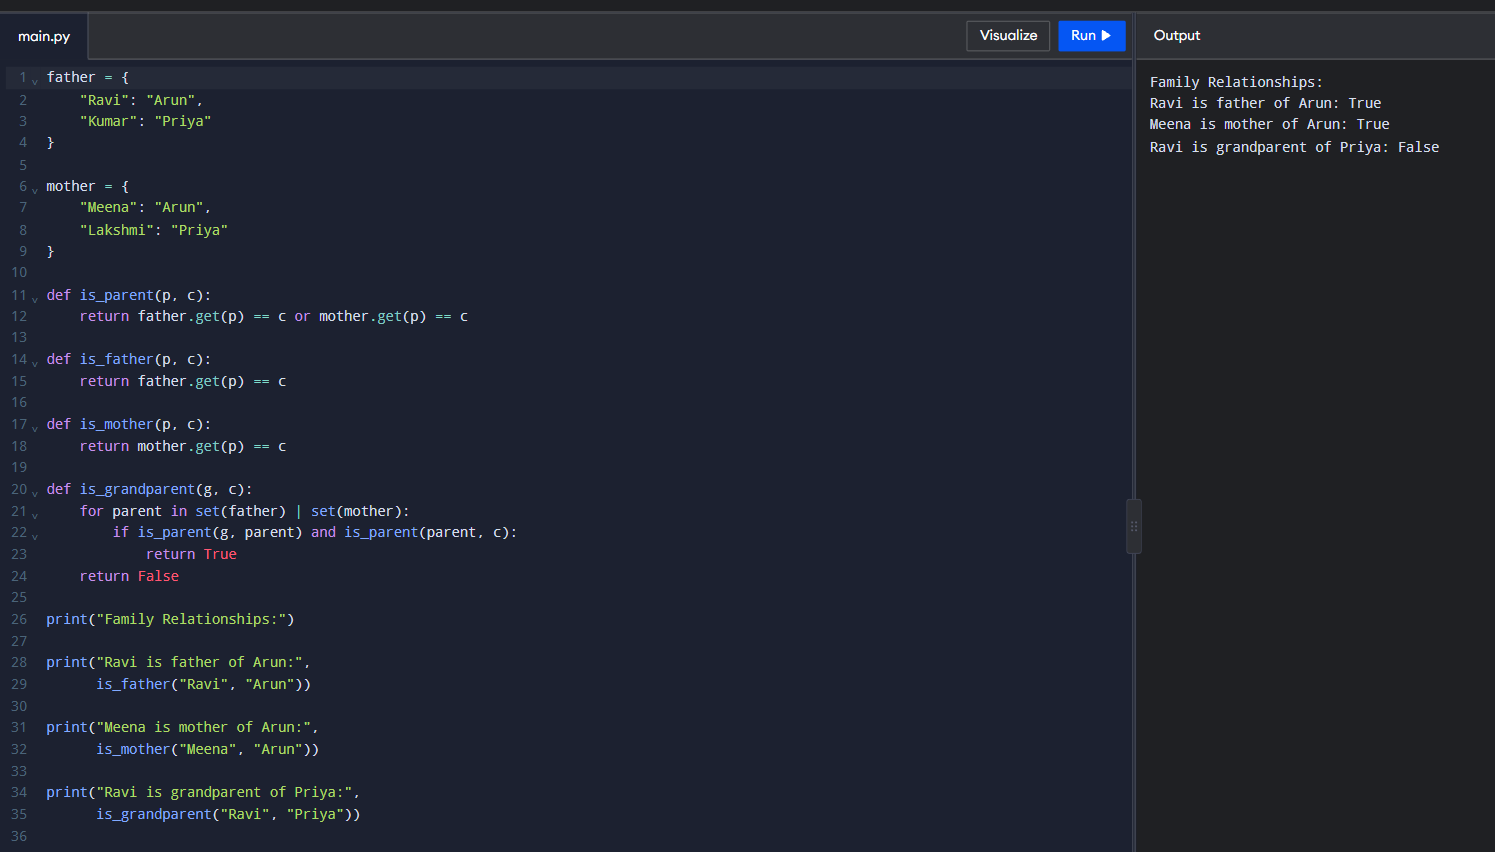 main.py
Visualize
Run
Output
1 father = {
2     "Ravi": "Arun",
3     "Kumar": "Priya"
4 }
5
6 mother = {
7     "Meena": "Arun",
8     "Lakshmi": "Priya"
9 }
10
11 def is_parent(p, c):
12     return father.get(p) == c or mother.get(p) == c
13
14 def is_father(p, c):
15     return father.get(p) == c
16
17 def is_mother(p, c):
18     return mother.get(p) == c
19
20 def is_grandparent(g, c):
21     for parent in set(father) | set(mother):
22         if is_parent(g, parent) and is_parent(parent, c):
23             return True
24     return False
25
26 print("Family Relationships:")
27
28 print("Ravi is father of Arun:",
29       is_father("Ravi", "Arun"))
30
31 print("Meena is mother of Arun:",
32       is_mother("Meena", "Arun"))
33
34 print("Ravi is grandparent of Priya:",
35       is_grandparent("Ravi", "Priya"))
36
Family Relationships:
Ravi is father of Arun: True
Meena is mother of Arun: True
Ravi is grandparent of Priya: False